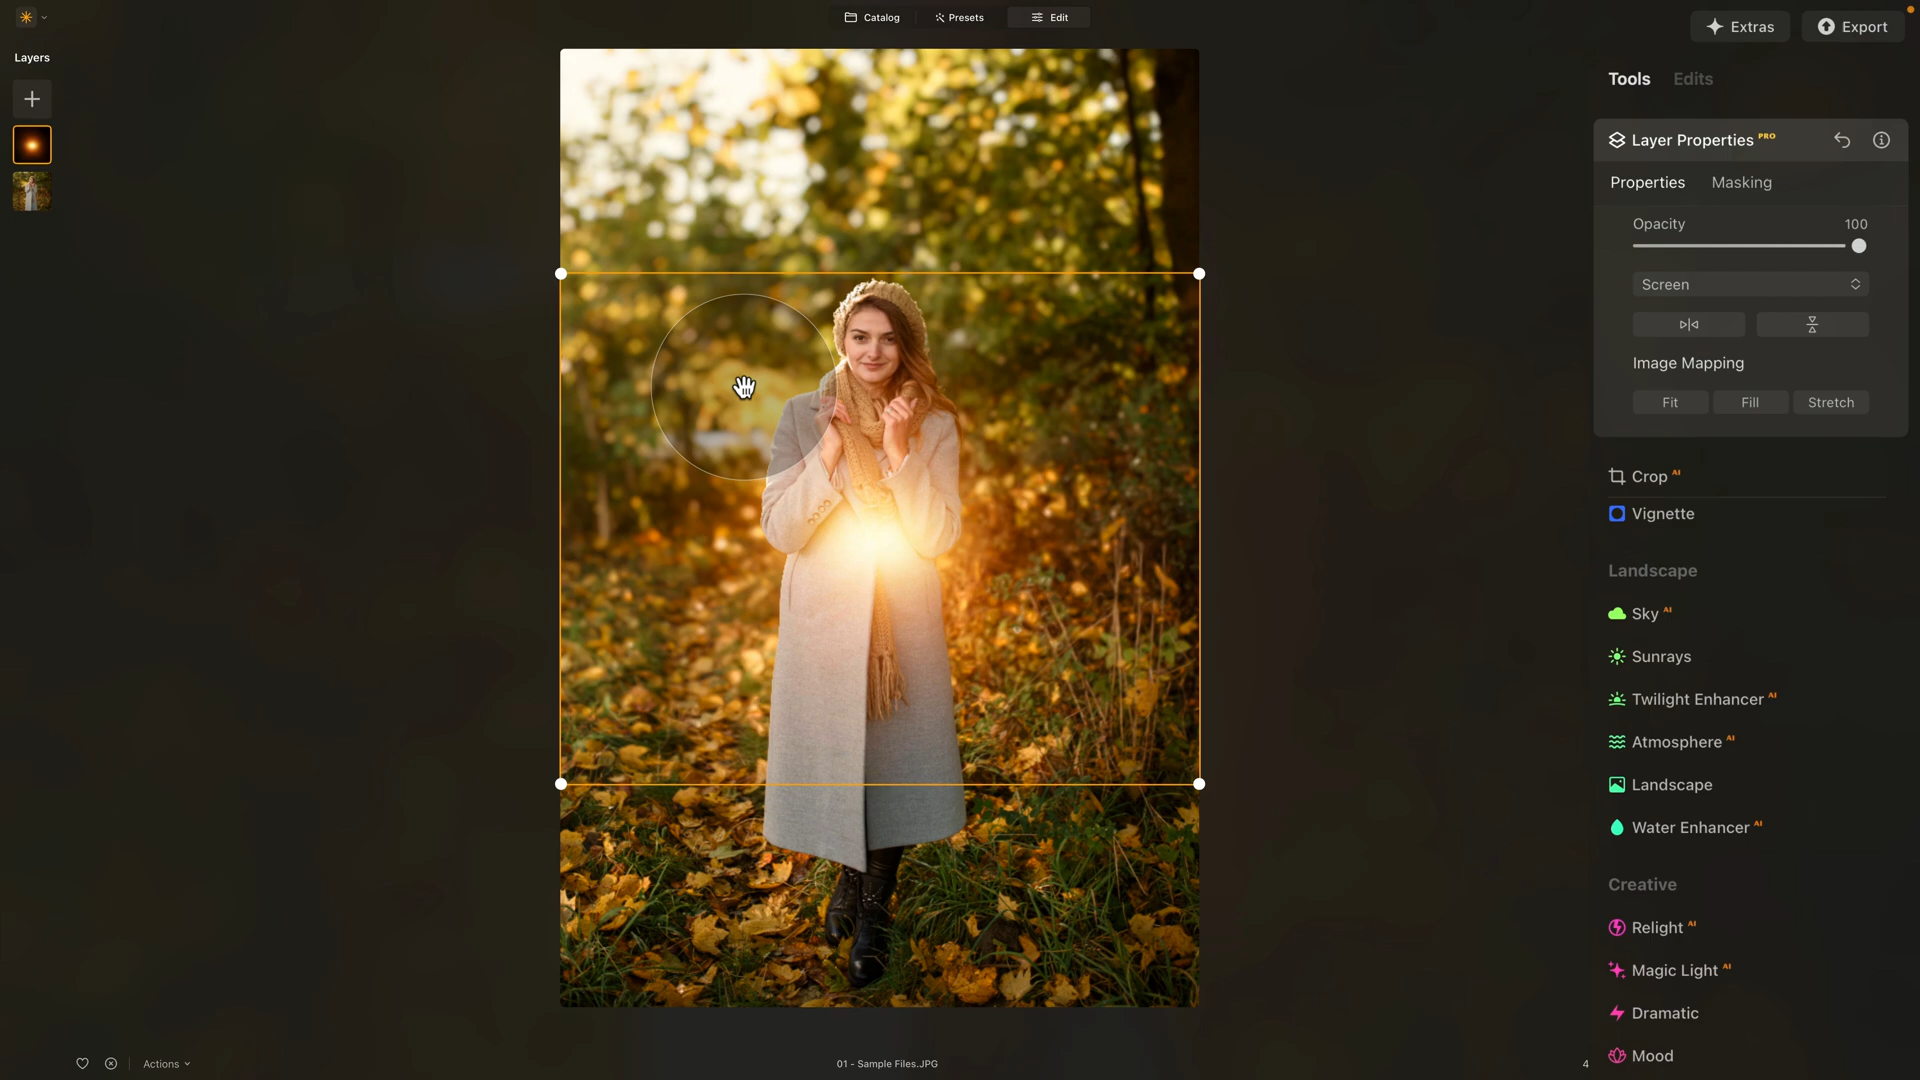 Catalog
Presets
Edit
Extras
Export
Layers
Tools
Edits
Layer Properties PRO
Properties
Masking
Opacity
100
Screen
Image Mapping
Fit
Fill
Stretch
Crop AI
Vignette
Landscape
Sky AI
Sunrays
Twilight Enhancer AI
Atmosphere AI
Landscape
Water Enhancer AI
Creative
Relight AI
Magic Light AI
Dramatic
Mood
Actions
01 - Sample Files.JPG
4